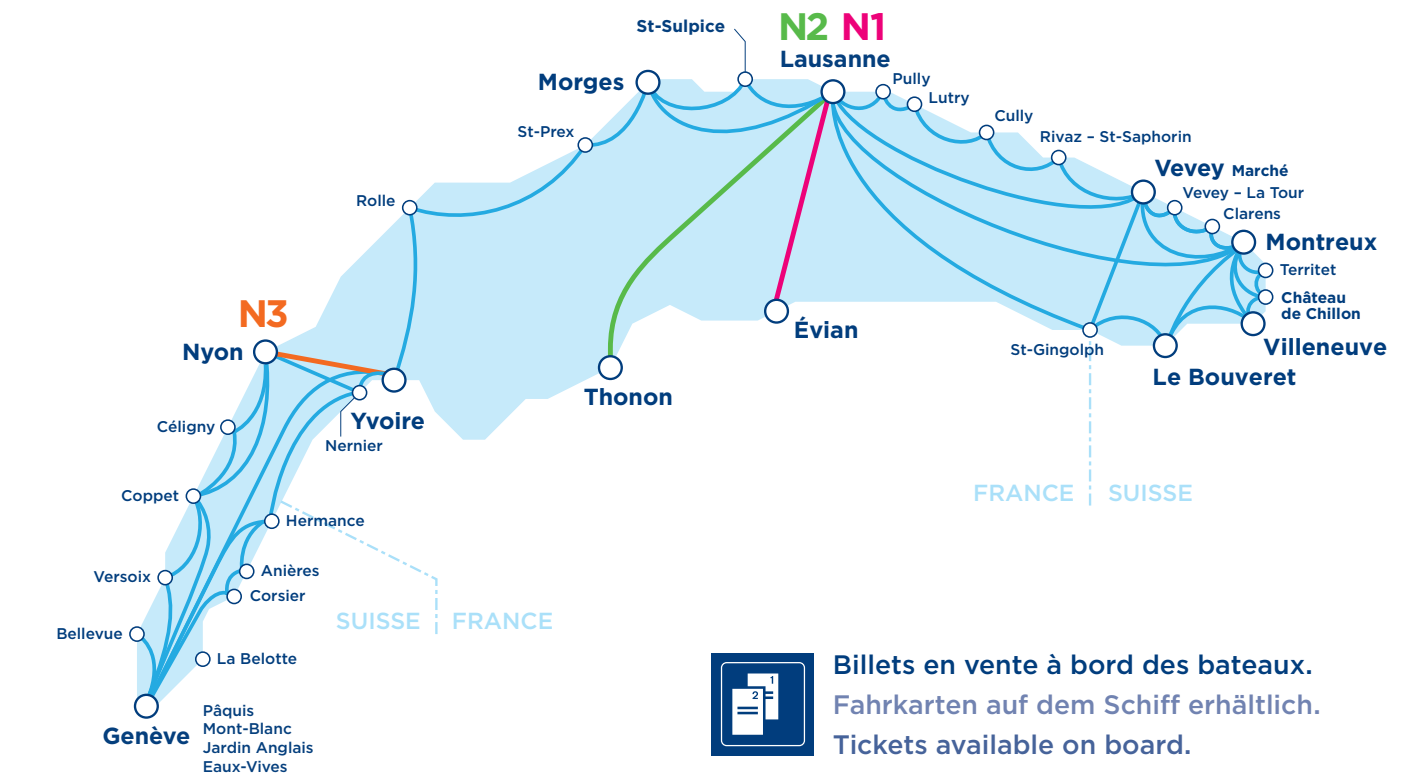 St-Sulpice
N2 N1
Lausanne
Morges
Pully
Lutry
Cully
St-Prex
Rivaz – St-Saphorin
Vevey Marché
Vevey – La Tour
Rolle
Clarens
Montreux
Territet
Château
de Chillon
N3
Évian
Nyon
St-Gingolph
Villeneuve
Le Bouveret
Thonon
Yvoire
Céligny
Nernier
Coppet
FRANCE
SUISSE
Hermance
Versoix
Anières
Corsier
SUISSE
FRANCE
Bellevue
La Belotte
1
2
Billets en vente à bord des bateaux.
Fahrkarten auf dem Schiff erhältlich.
Tickets available on board.
Genève
Pâquis
Mont-Blanc
Jardin Anglais
Eaux-Vives